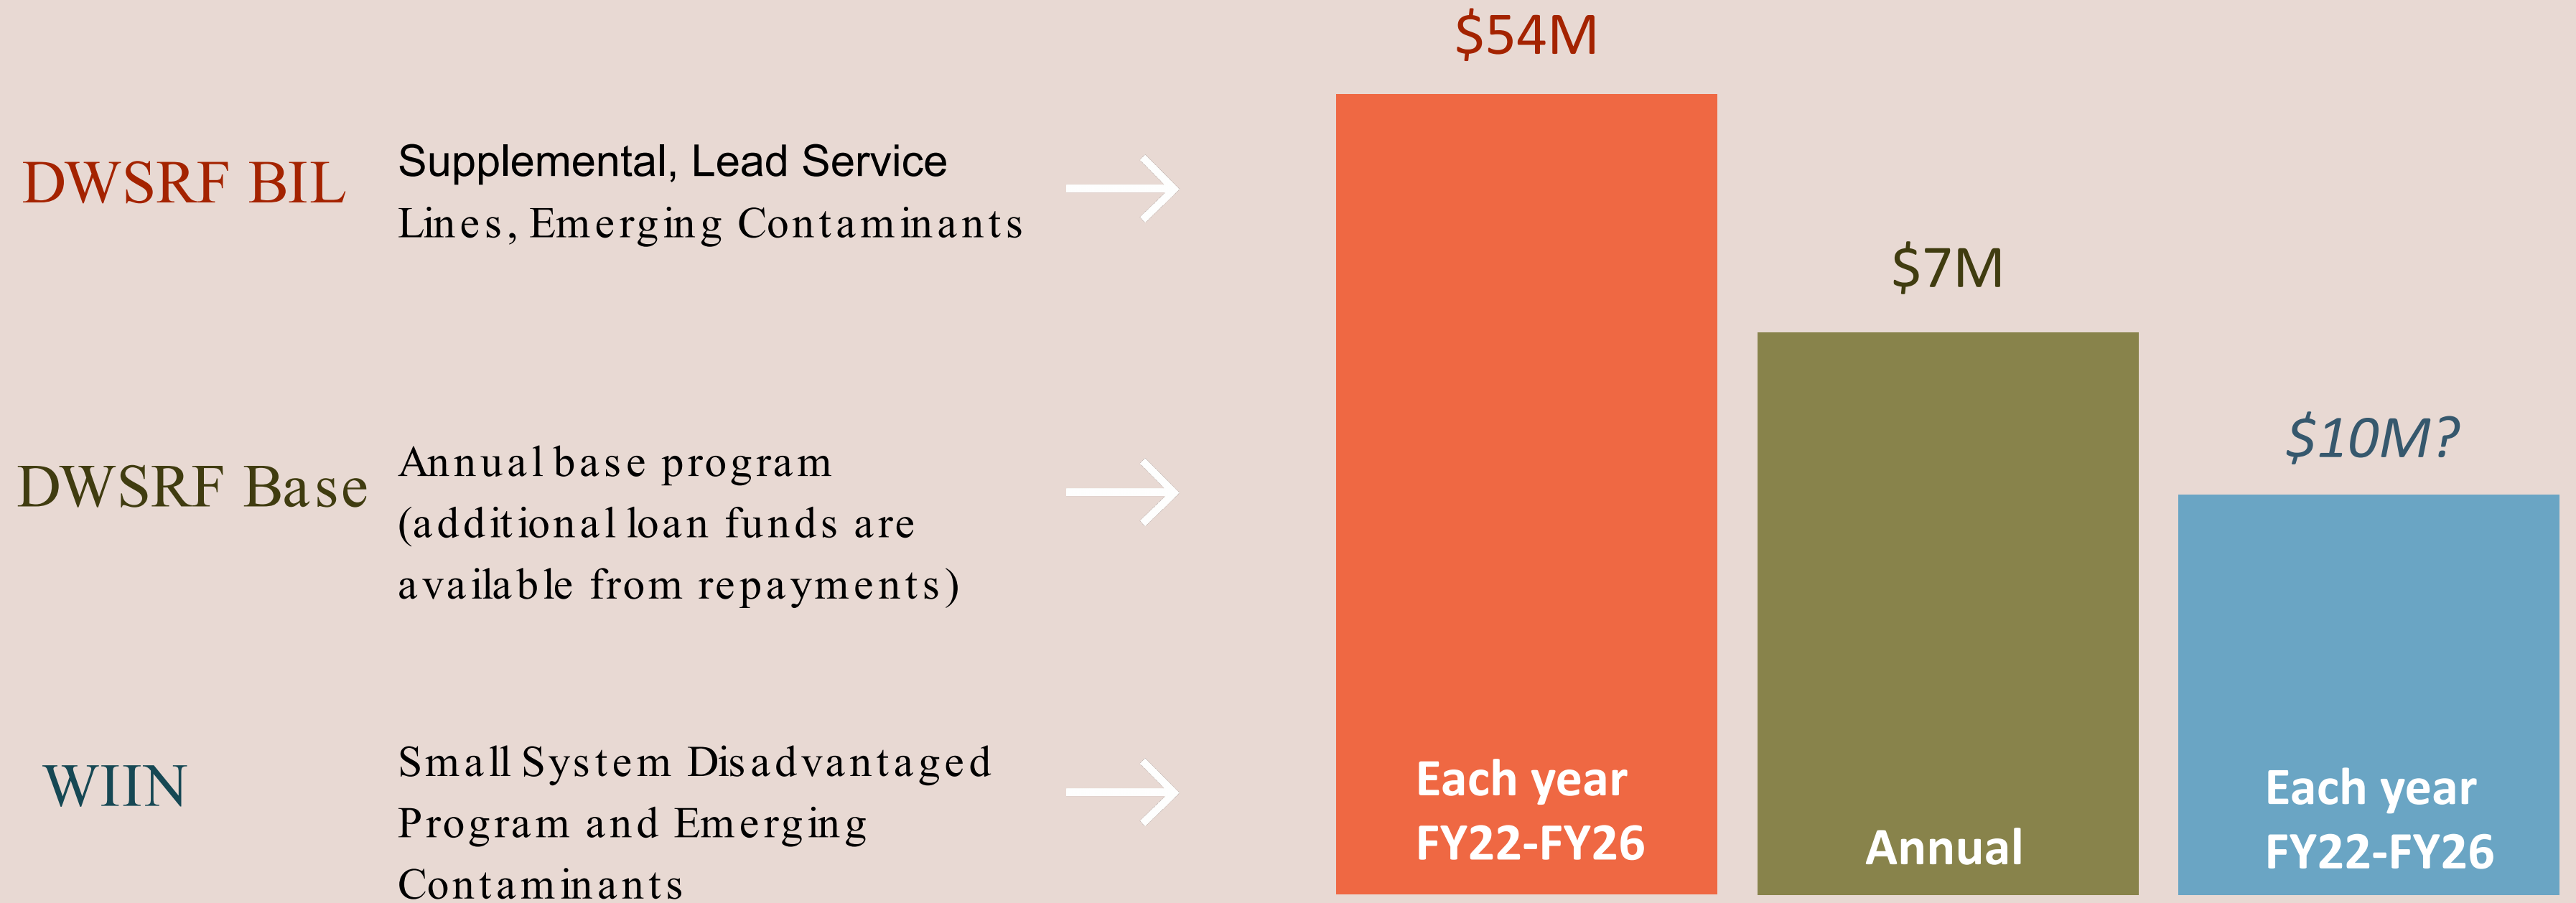 DWSRF BIL
Supplemental, Lead Service
Lines, Emerging Contaminants
DWSRF Base
Annual base program
(additional loan funds are
available from repayments)
WIIN
Small System Disadvantaged
Program and Emerging
Contaminants
$54M
Each year
FY22-FY26
$7M
Annual
$10M?
Each year
FY22-FY26